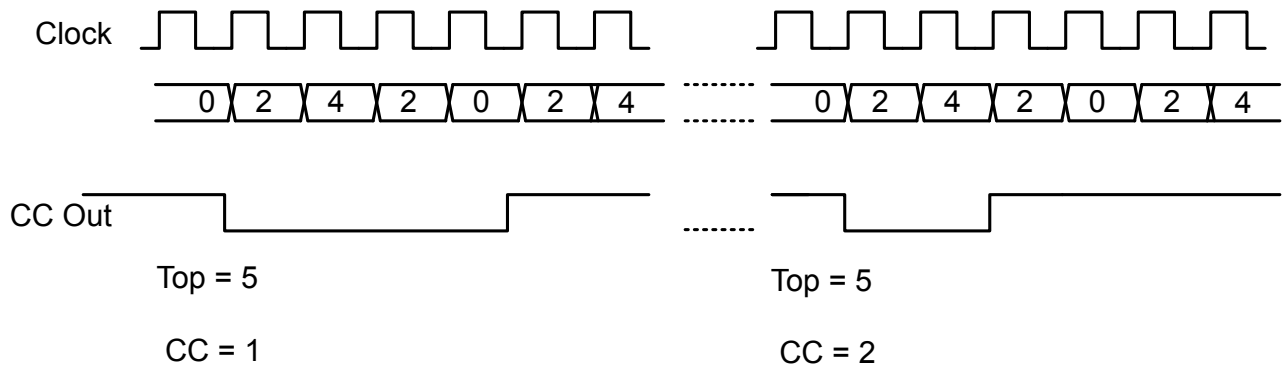 Clock
0 2 4 2 0 2 4 0 2 4 2 0 2 4
CC Out
Top = 5 Top = 5
CC = 1 CC = 2